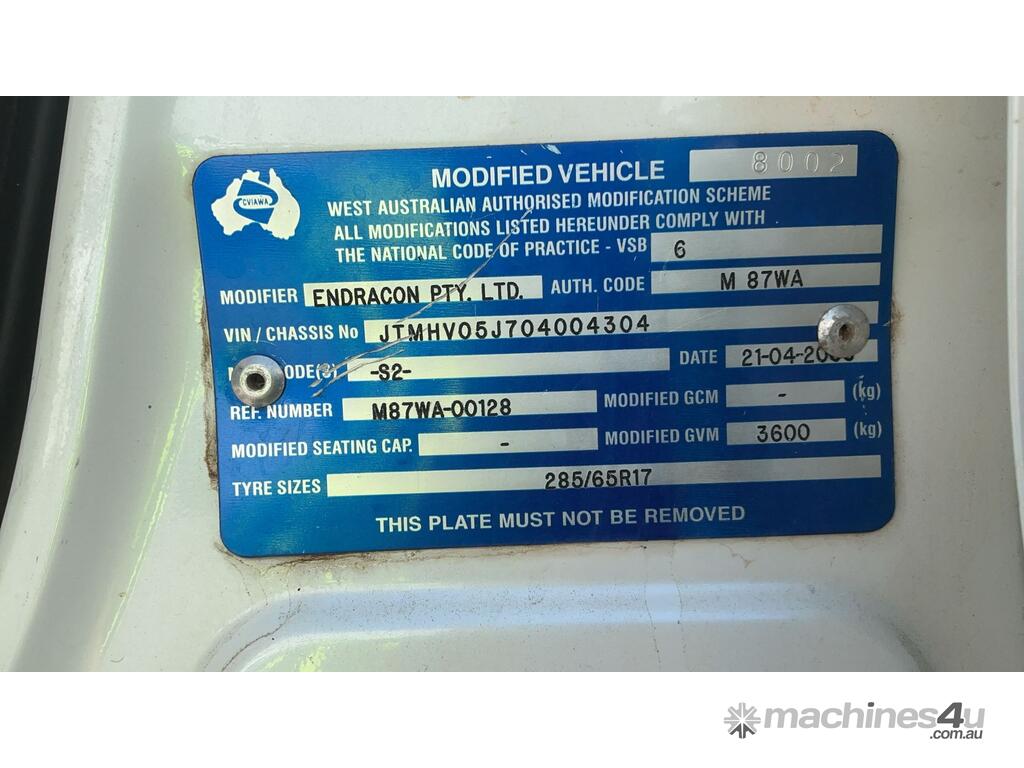 MODIFIED VEHICLE 8002
CVIAWA
WEST AUSTRALIAN AUTHORISED MODIFICATION SCHEME
ALL MODIFICATIONS LISTED HEREUNDER COMPLY WITH
THE NATIONAL CODE OF PRACTICE - VSB 6
MODIFIER ENDRACON PTY. LTD. AUTH. CODE M 87WA
VIN / CHASSIS No JTMHV05J704004304
-S2- DATE 21-04-
REF. NUMBER M87WA-00128 MODIFIED GCM - (kg)
MODIFIED SEATING CAP. - MODIFIED GVM 3600 (kg)
TYRE SIZES 285/65R17
THIS PLATE MUST NOT BE REMOVED
machines4u
.com.au